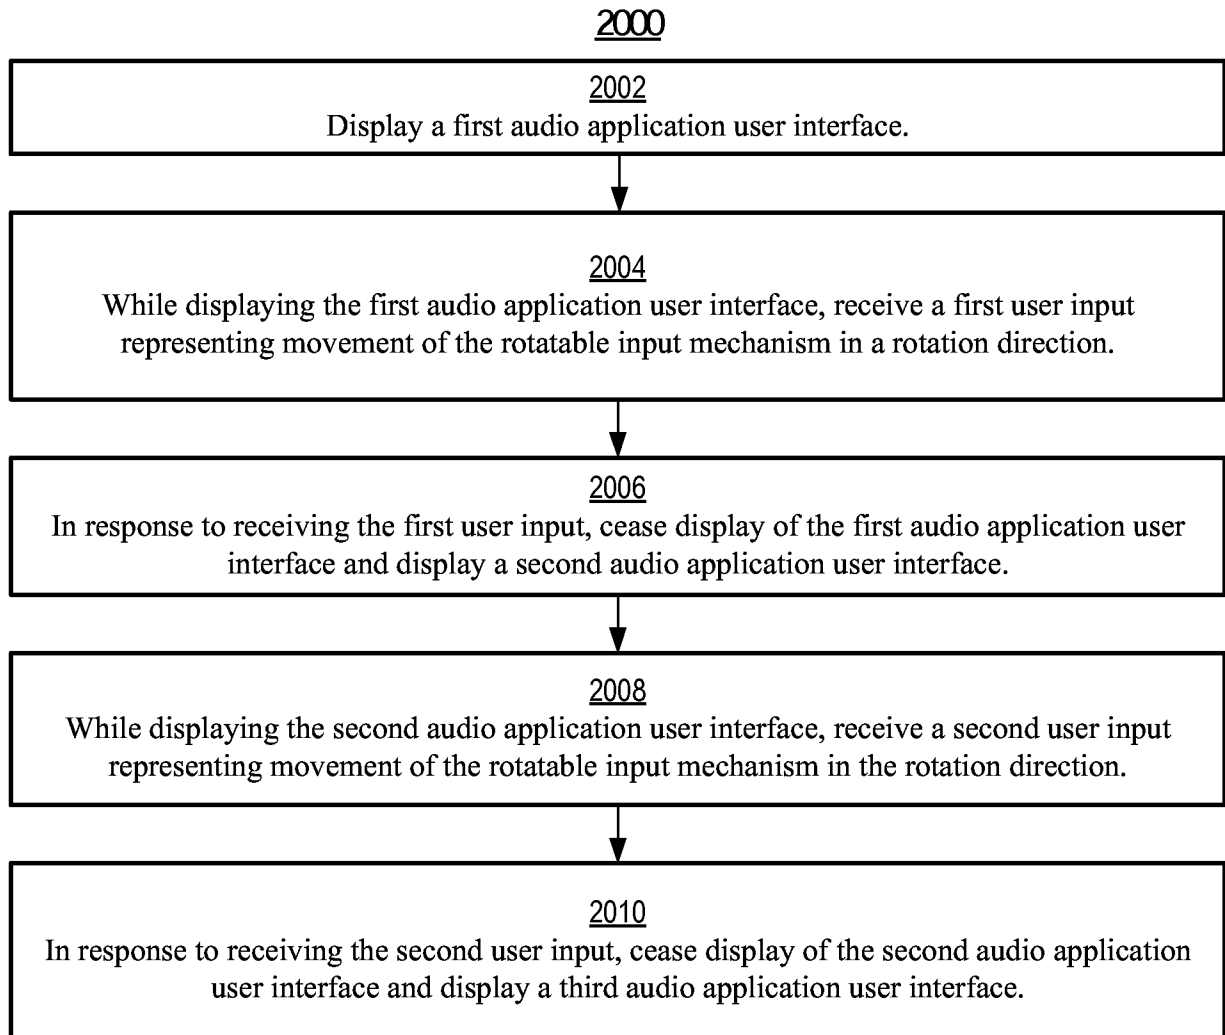 2000
2002
Display a first audio application user interface.
2004
While displaying the first audio application user interface, receive a first user input
representing movement of the rotatable input mechanism in a rotation direction.
2006
In response to receiving the first user input, cease display of the first audio application user
interface and display a second audio application user interface.
2008
While displaying the second audio application user interface, receive a second user input
representing movement of the rotatable input mechanism in the rotation direction.
2010
In response to receiving the second user input, cease display of the second audio application
user interface and display a third audio application user interface.